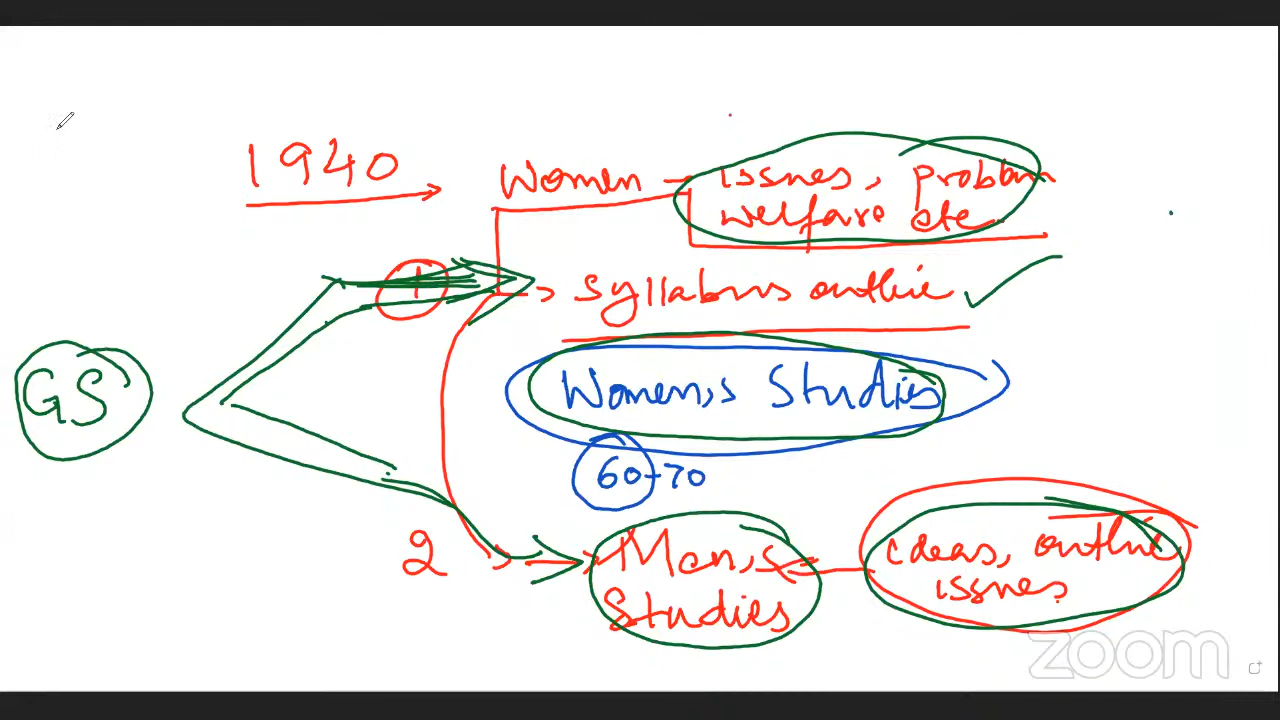 1940
Women - issues, problem
welfare etc
1 → syllabus outline ✓
GS
Women,s Studies
60-70
2 → Men,s
Studies
ideas, outline
issues
zoom